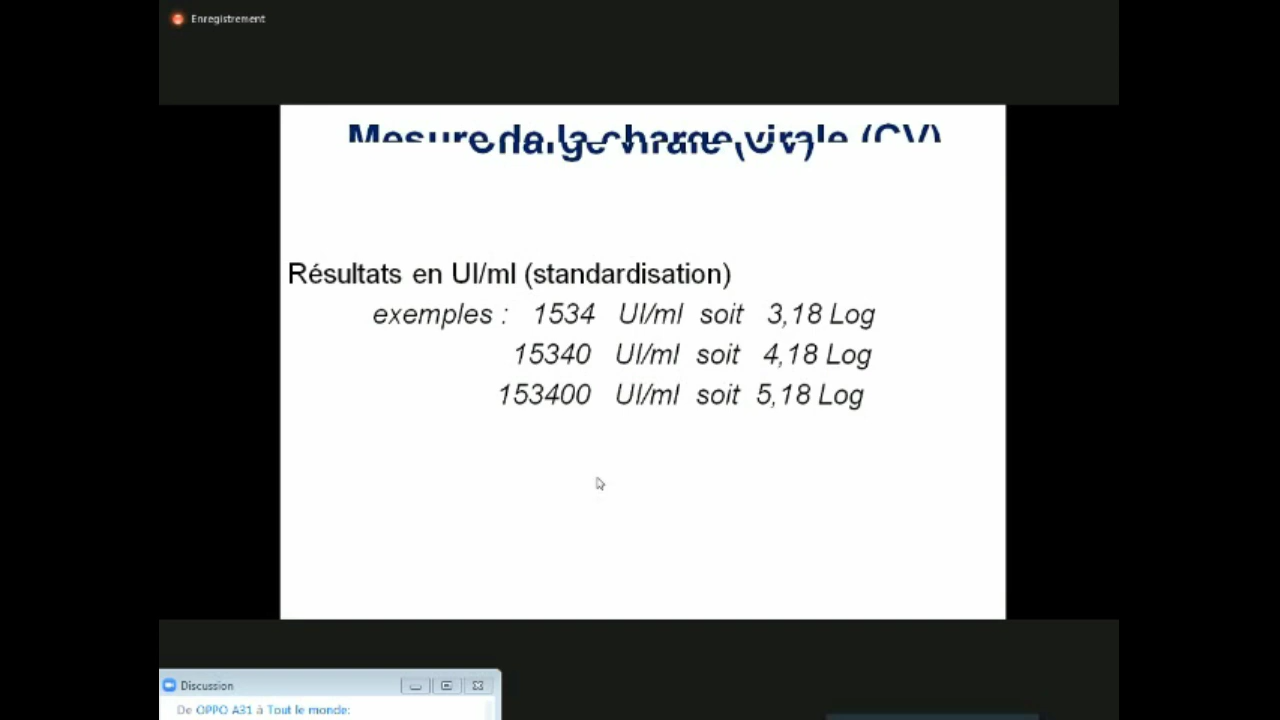 Enregistrement
Mesure de la charge virale (CV)
Résultats en UI/ml (standardisation)
exemples : 1534 UI/ml soit 3,18 Log
15340 UI/ml soit 4,18 Log
153400 UI/ml soit 5,18 Log
Discussion
De OPPO A31 à Tout le monde: